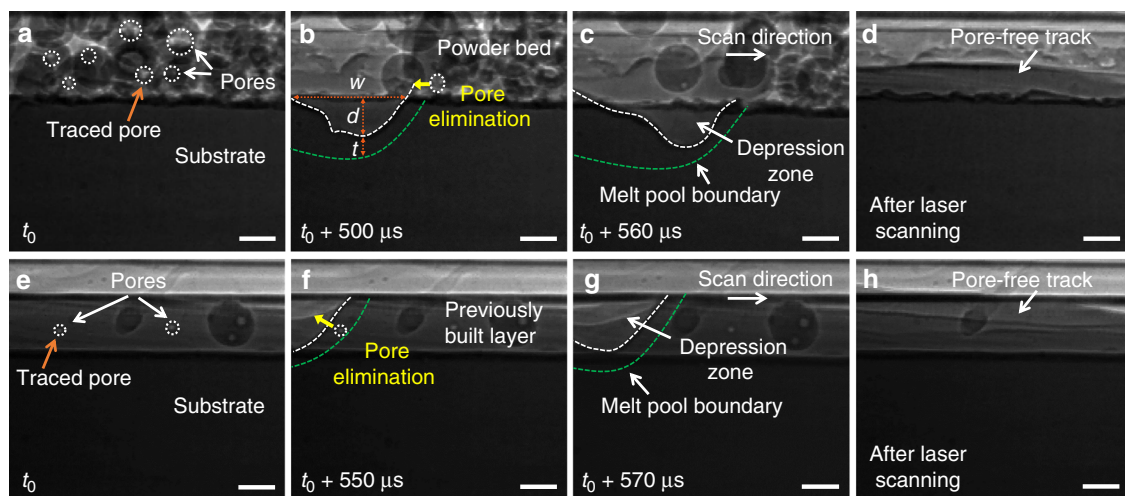 a
Pores
Traced pore
Substrate
t0
b
Powder bed
w
d
t
Pore
elimination
t0 + 500 μs
c
Scan direction
Depression
zone
Melt pool boundary
t0 + 560 μs
d
Pore-free track
After laser
scanning
e
Pores
Traced pore
Substrate
t0
f
Previously
built layer
Pore
elimination
t0 + 550 μs
g
Scan direction
Depression
zone
Melt pool boundary
t0 + 570 μs
h
Pore-free track
After laser
scanning